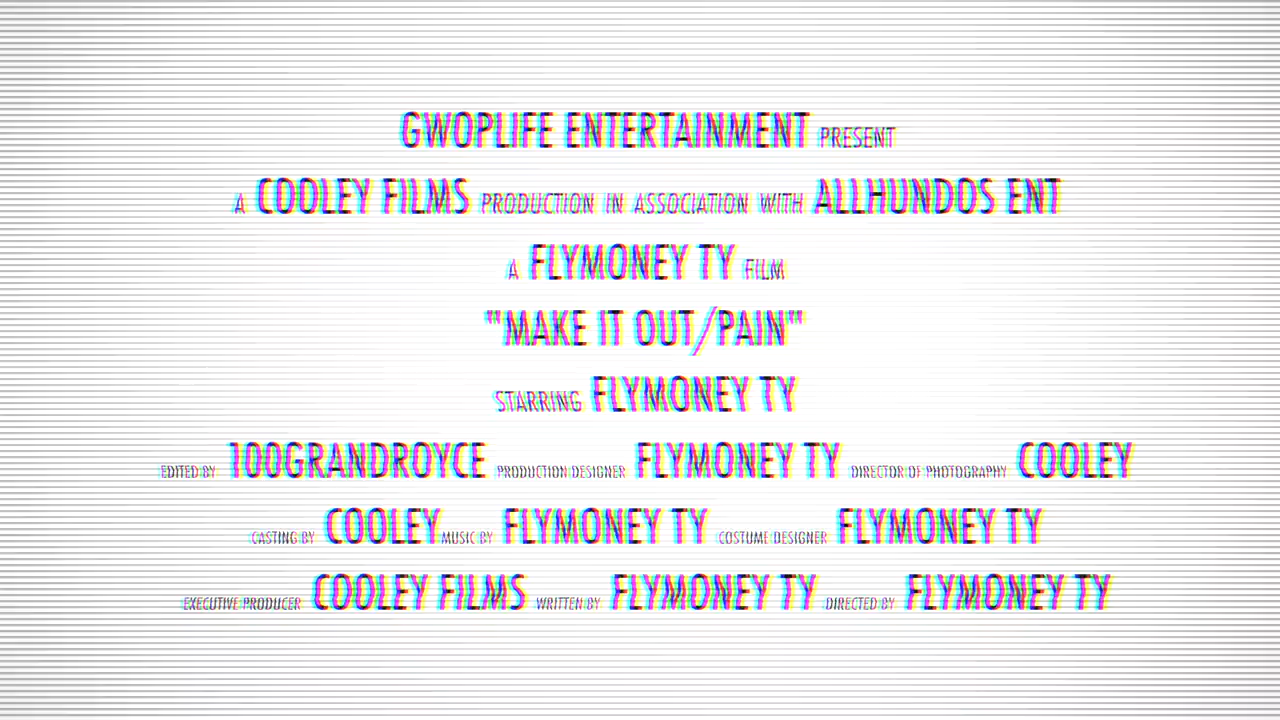 GWOPLIFE ENTERTAINMENT PRESENT
A COOLEY FILMS PRODUCTION IN ASSOCIATION WITH ALLHUNDOS ENT
A FLYMONEY TY FILM
"MAKE IT OUT/PAIN"
STARRING FLYMONEY TY
EDITED BY 100GRANDROYCE PRODUCTION DESIGNER FLYMONEY TY DIRECTOR OF PHOTOGRAPHY COOLEY
CASTING BY COOLEY MUSIC BY FLYMONEY TY COSTUME DESIGNER FLYMONEY TY
EXECUTIVE PRODUCER COOLEY FILMS WRITTEN BY FLYMONEY TY DIRECTED BY FLYMONEY TY